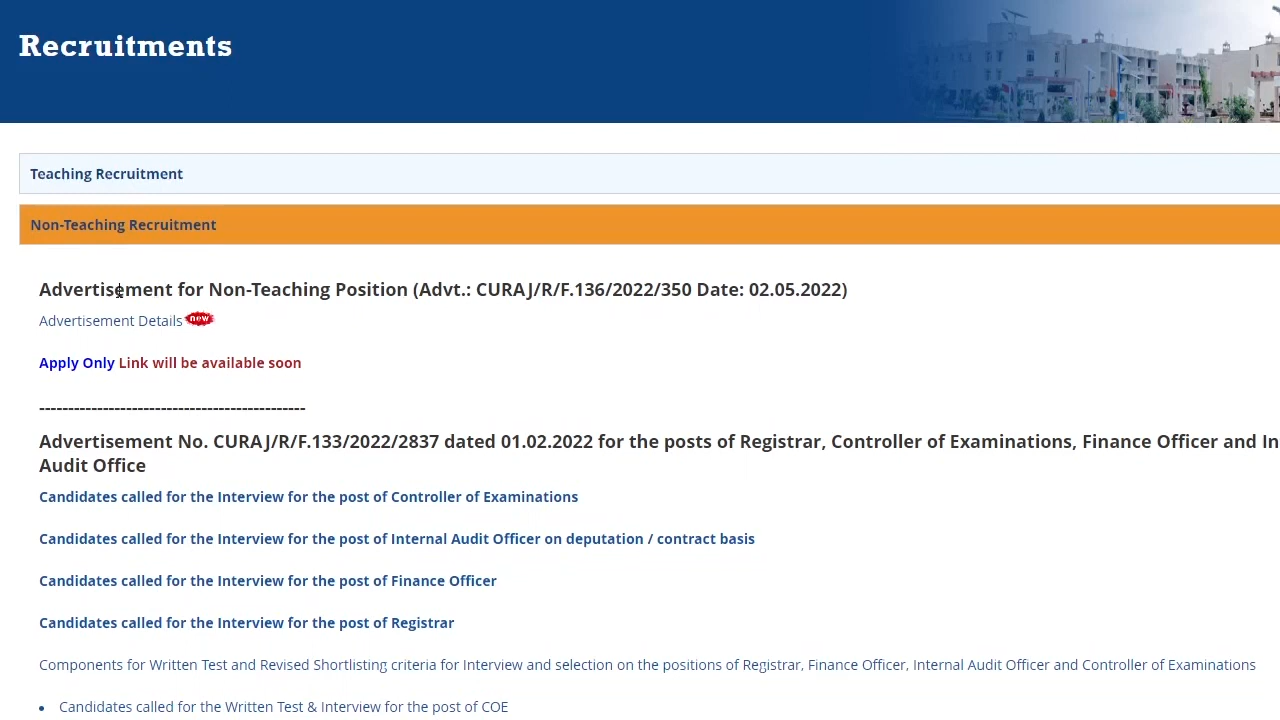 Recruitments
Teaching Recruitment
Non-Teaching Recruitment
Advertisement for Non-Teaching Position (Advt.: CURAJ/R/F.136/2022/350 Date: 02.05.2022)
Advertisement Details new
Apply Only Link will be available soon
----------------------------------------------
Advertisement No. CURAJ/R/F.133/2022/2837 dated 01.02.2022 for the posts of Registrar, Controller of Examinations, Finance Officer and In
Audit Office
Candidates called for the Interview for the post of Controller of Examinations
Candidates called for the Interview for the post of Internal Audit Officer on deputation / contract basis
Candidates called for the Interview for the post of Finance Officer
Candidates called for the Interview for the post of Registrar
Components for Written Test and Revised Shortlisting criteria for Interview and selection on the positions of Registrar, Finance Officer, Internal Audit Officer and Controller of Examinations
• Candidates called for the Written Test & Interview for the post of COE